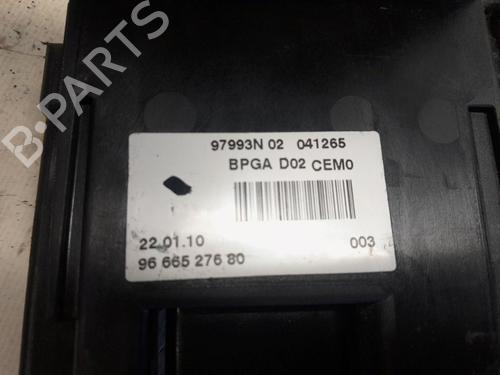 B-PARTS
97993N 02 041265
BPGA D02 CEM0
22.01.10 003
96 665 276 80